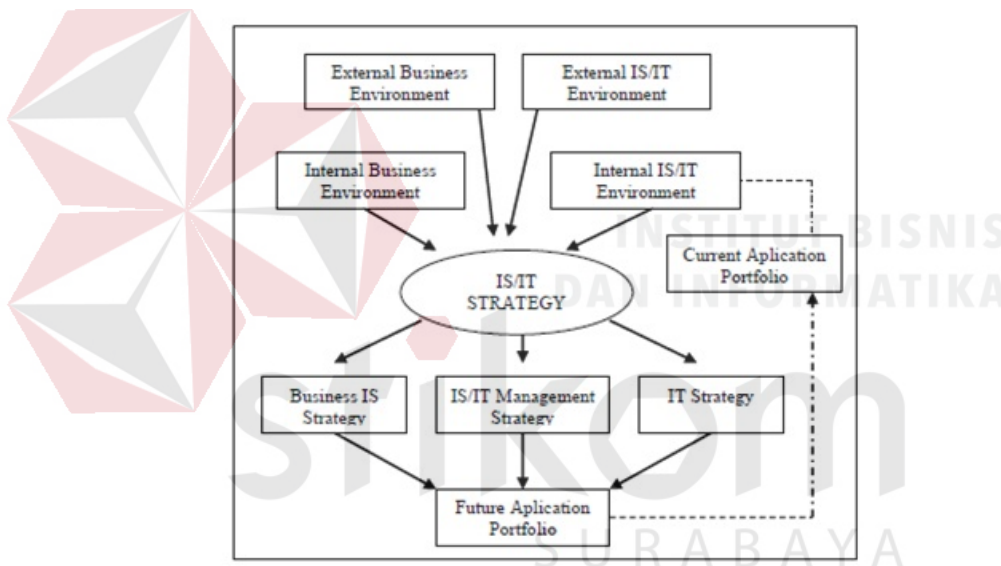 External Business
Environment
External IS/IT
Environment
Internal Business
Environment
Internal IS/IT
Environment
INSTITUT BISNIS
DAN INFORMATIKA
Current Aplication
Portfolio
IS/IT
STRATEGY
stikom
Business IS
Strategy
IS/IT Management
Strategy
IT Strategy
Future Aplication
Portfolio
SURABAYA